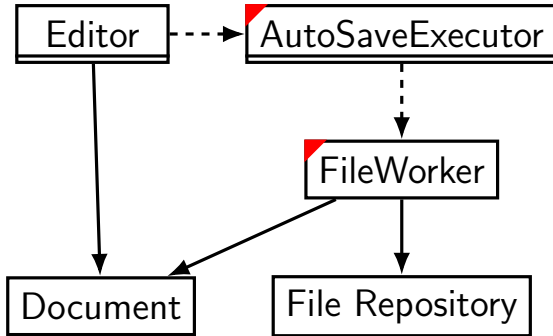 Editor
AutoSaveExecutor
FileWorker
Document
File Repository